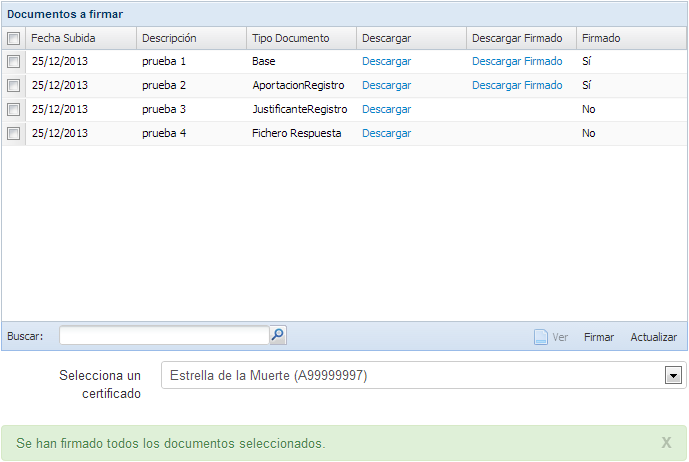 Documentos a firmar
Fecha Subida Descripción Tipo Documento Descargar Descargar Firmado Firmado
25/12/2013 prueba 1 Base Descargar Descargar Firmado Sí
25/12/2013 prueba 2 AportacionRegistro Descargar Descargar Firmado Sí
25/12/2013 prueba 3 JustificanteRegistro Descargar No
25/12/2013 prueba 4 Fichero Respuesta Descargar No
Buscar: Ver Firmar Actualizar
Selecciona un
certificado
Estrella de la Muerte (A99999997)
Se han firmado todos los documentos seleccionados. X